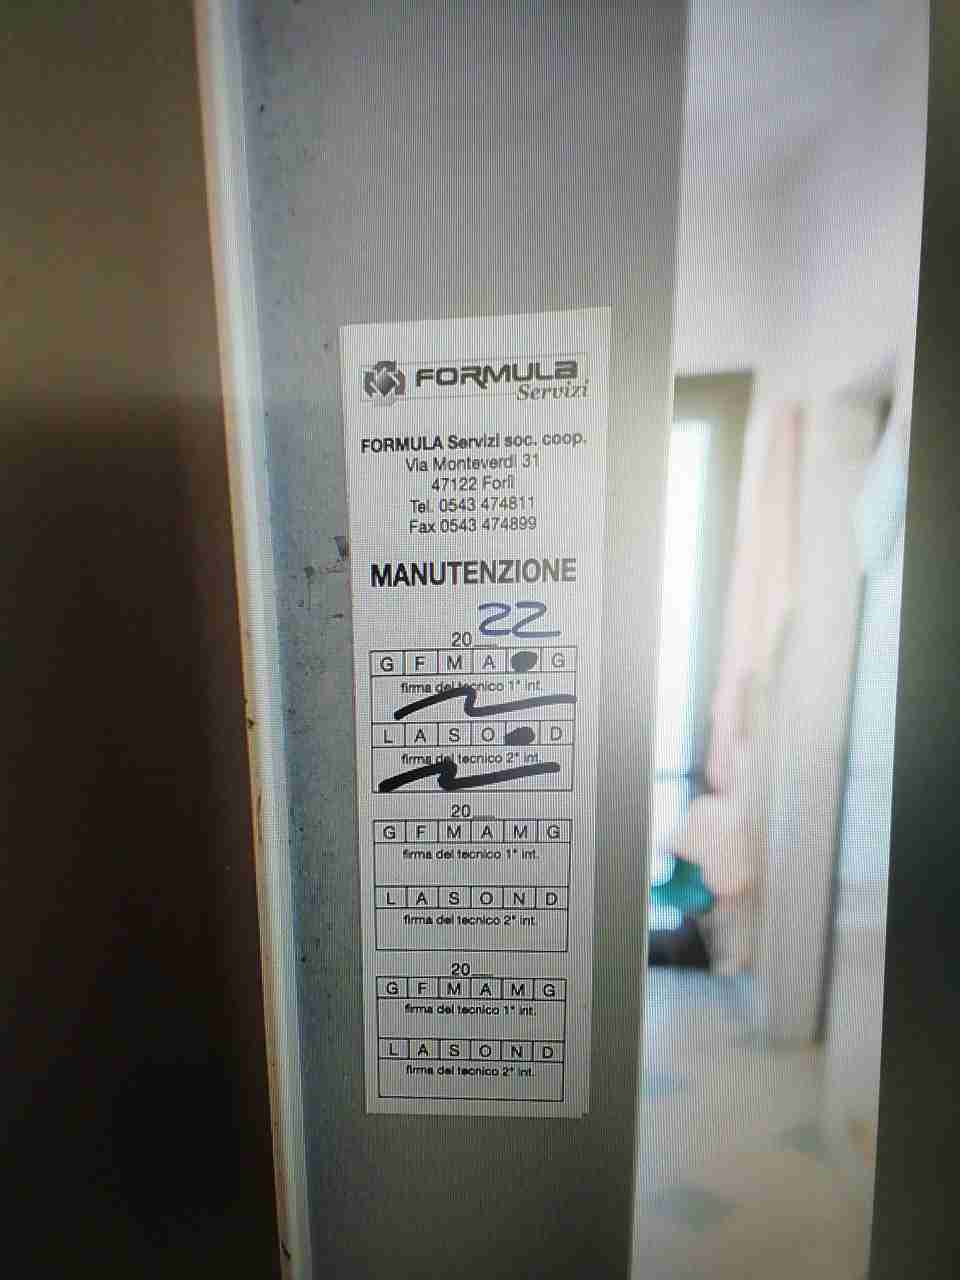 FORMULA
Servizi
FORMULA Servizi soc. coop.
Via Monteverdi 31
47122 Forlì
Tel. 0543 474811
Fax 0543 474899
MANUTENZIONE
20 22
G F M A G
firma del tecnico 1° int.
L A S O D
firma del tecnico 2° int.
20__
G F M A M G
firma del tecnico 1° int.
L A S O N D
firma del tecnico 2° int.
20__
G F M A M G
firma del tecnico 1° int.
L A S O N D
firma del tecnico 2° int.